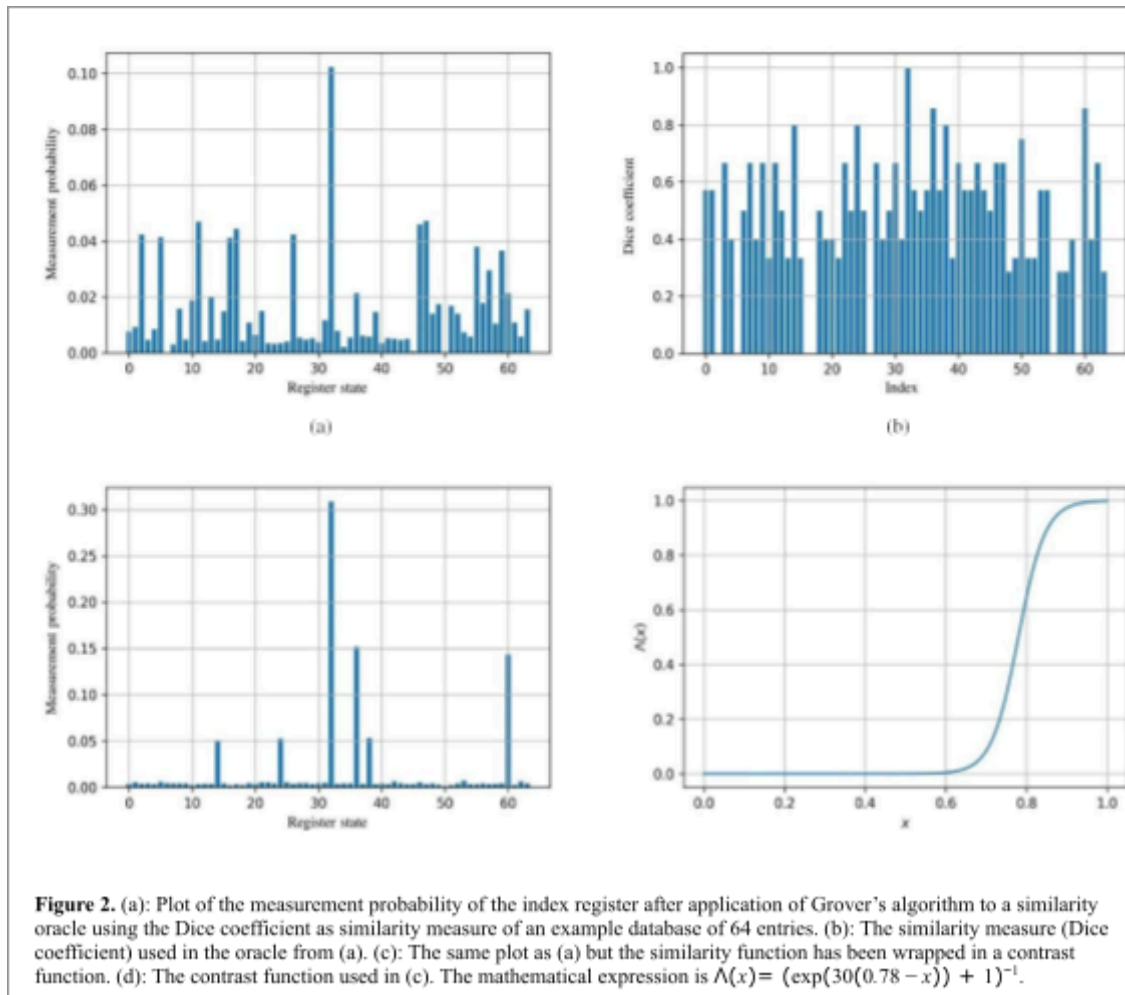 0.10
0.08
0.06
0.04
0.02
0.00
Measurement probability
0 10 20 30 40 50 60
Register state
(a)
1.0
0.8
0.6
0.4
0.2
0.0
Dice coefficient
0 10 20 30 40 50 60
Index
(b)
0.30
0.25
0.20
0.15
0.10
0.05
0.00
Measurement probability
0 10 20 30 40 50 60
Register state
1.0
0.8
0.6
0.4
0.2
0.0
Λ(x)
0.0 0.2 0.4 0.6 0.8 1.0
x
Figure 2. (a): Plot of the measurement probability of the index register after application of Grover's algorithm to a similarity
oracle using the Dice coefficient as similarity measure of an example database of 64 entries. (b): The similarity measure (Dice
coefficient) used in the oracle from (a). (c): The same plot as (a) but the similarity function has been wrapped in a contrast
function. (d): The contrast function used in (c). The mathematical expression is Λ(x)= (exp(30(0.78 − x)) + 1)⁻¹.